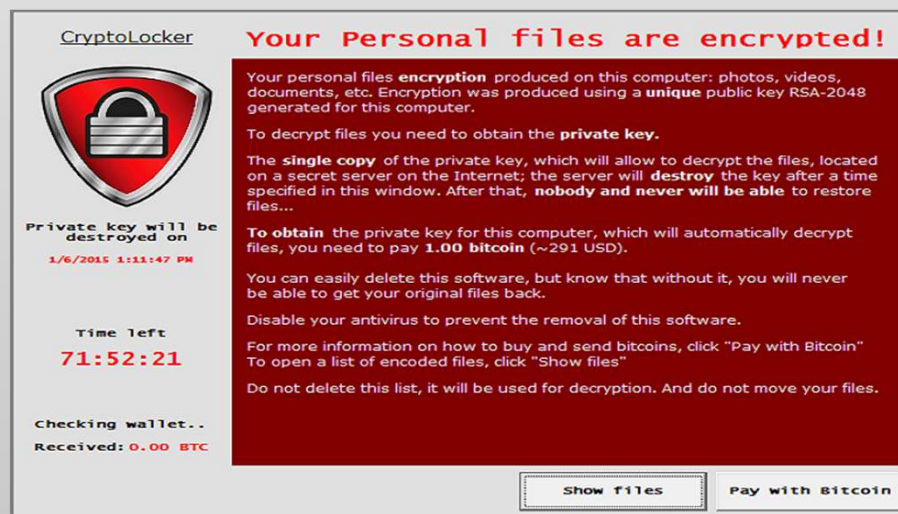 CryptoLocker
Your Personal files are encrypted!
Your personal files encryption produced on this computer: photos, videos,
documents, etc. Encryption was produced using a unique public key RSA-2048
generated for this computer.
To decrypt files you need to obtain the private key.
The single copy of the private key, which will allow to decrypt the files, located
on a secret server on the Internet; the server will destroy the key after a time
specified in this window. After that, nobody and never will be able to restore
files...
To obtain the private key for this computer, which will automatically decrypt
files, you need to pay 1.00 bitcoin (~291 USD).
You can easily delete this software, but know that without it, you will never
be able to get your original files back.
Disable your antivirus to prevent the removal of this software.
For more information on how to buy and send bitcoins, click "Pay with Bitcoin"
To open a list of encoded files, click "Show files"
Do not delete this list, it will be used for decryption. And do not move your files.
Private key will be
destroyed on
1/6/2015 1:11:47 PM
Time left
71:52:21
Checking wallet..
Received: 0.00 BTC
Show files
Pay with Bitcoin